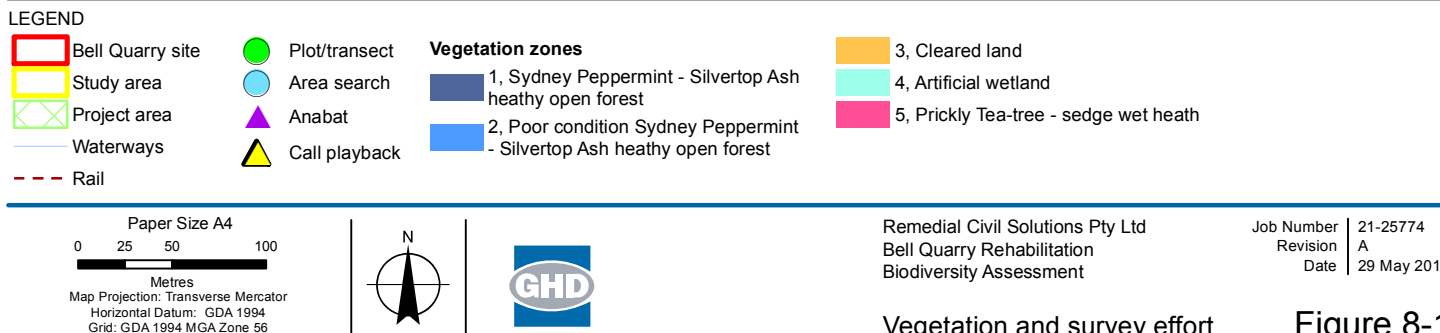 LEGEND
Bell Quarry site
Study area
Project area
Waterways
Rail
Plot/transect
Area search
Anabat
Call playback
Vegetation zones
1, Sydney Peppermint - Silvertop Ash
heathy open forest
2, Poor condition Sydney Peppermint
- Silvertop Ash heathy open forest
3, Cleared land
4, Artificial wetland
5, Prickly Tea-tree - sedge wet heath
Paper Size A4
0 25 50 100
Metres
Map Projection: Transverse Mercator
Horizontal Datum: GDA 1994
Grid: GDA 1994 MGA Zone 56
N
GHD
Remedial Civil Solutions Pty Ltd
Bell Quarry Rehabilitation
Biodiversity Assessment
Job Number 21-25774
Revision A
Date 29 May 201
Vegetation and survey effort
Figure 8-1